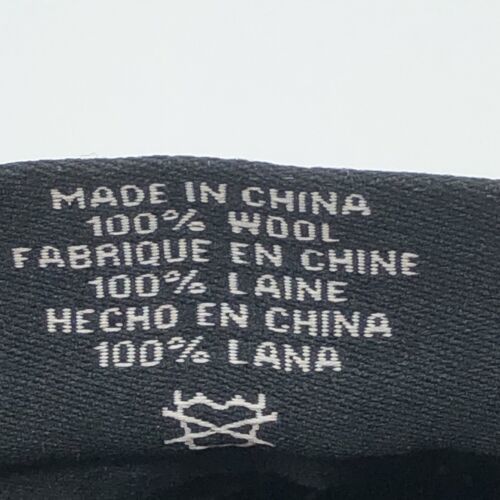 MADE IN CHINA
100% WOOL
FABRIQUE EN CHINE
100% LAINE
HECHO EN CHINA
100% LANA